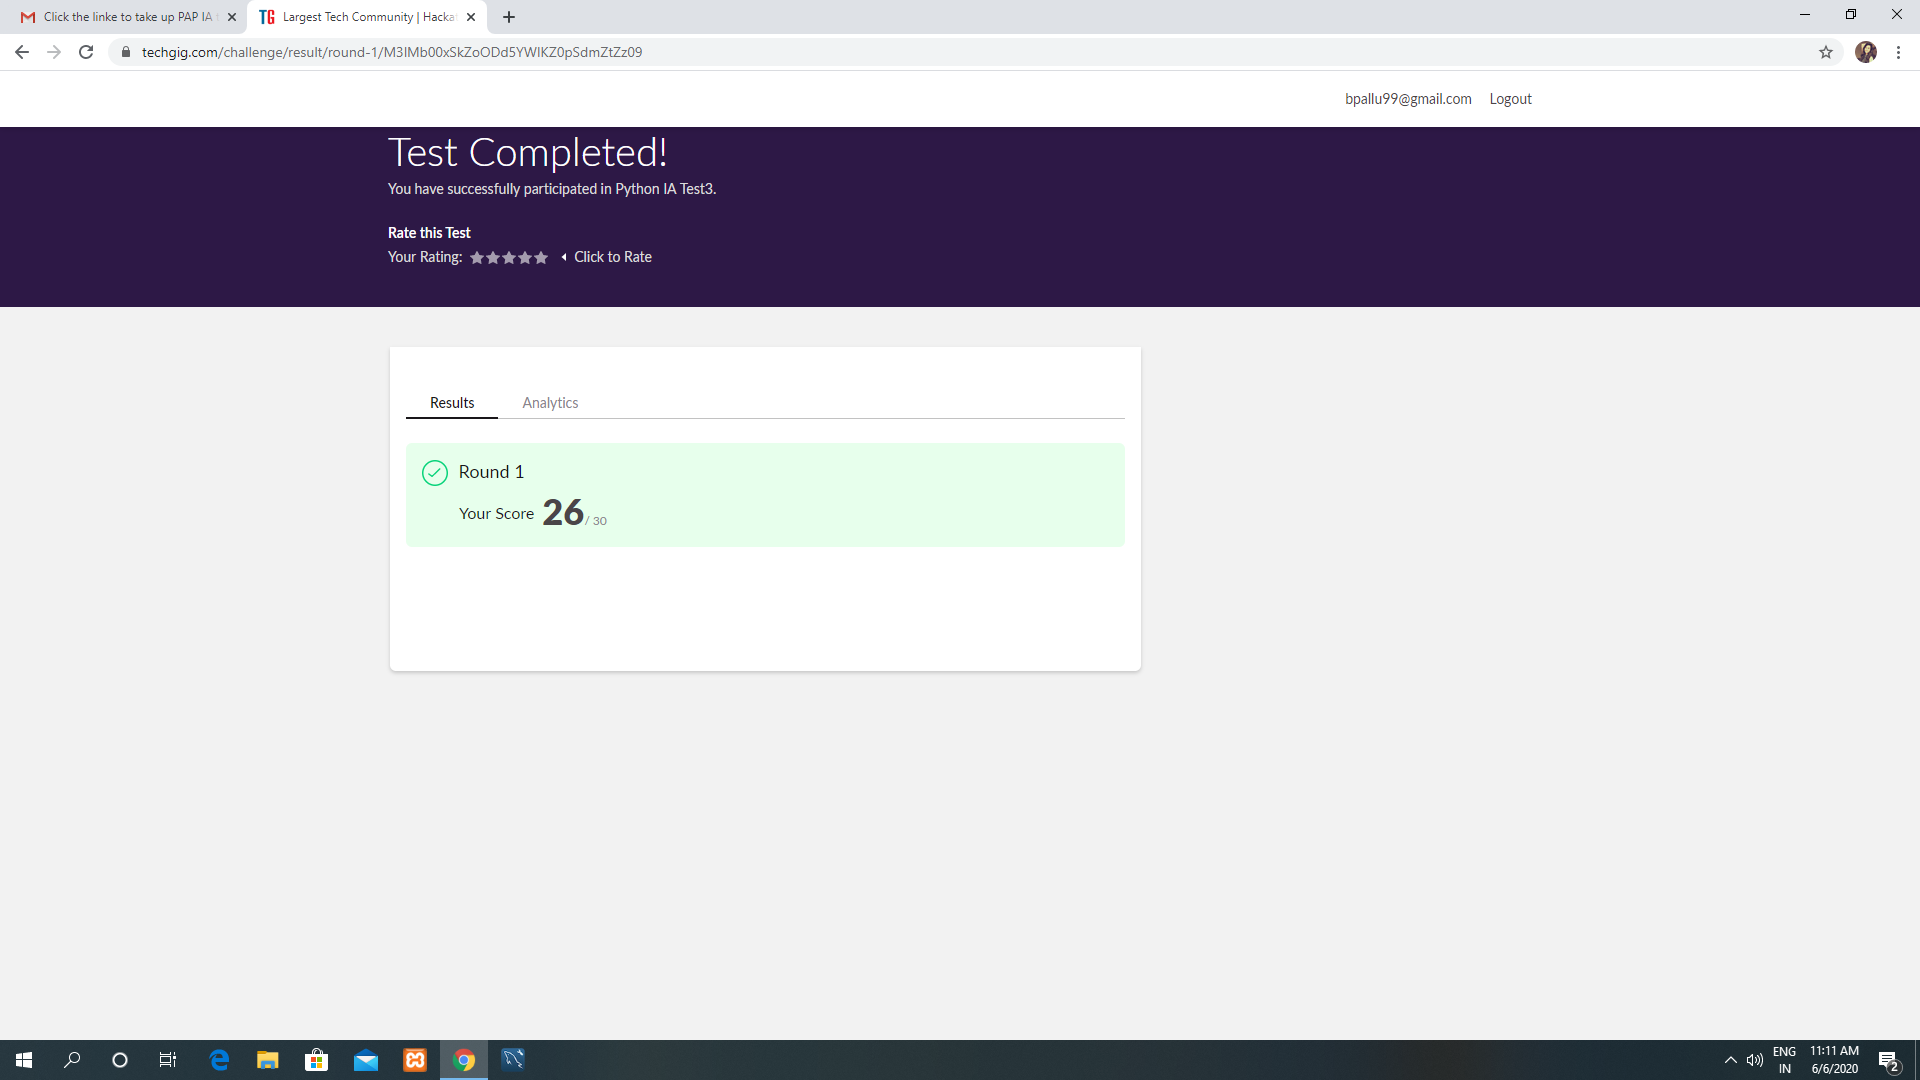 Click the linke to take up PAP IA
TG Largest Tech Community | Hacka
techgig.com/challenge/result/round-1/M3lMb00xSkZoODd5YWlKZ0pSdmZtZz09
bpallu99@gmail.com Logout
Test Completed!
You have successfully participated in Python IA Test3.
Rate this Test
Your Rating: Click to Rate
Results Analytics
Round 1
Your Score 26/ 30
ENG 11:11 AM
IN 6/6/2020
2